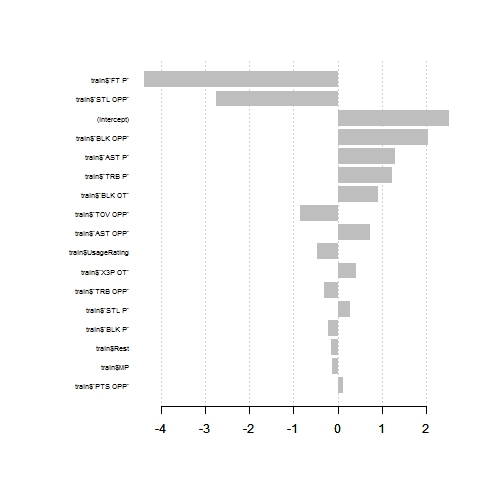 train$`FT P`
train$`STL OPP`
(Intercept)
train$`BLK OPP`
train$`AST P`
train$`TRB P`
train$`BLK OT`
train$`TOV OPP`
train$`AST OPP`
train$UsageRating
train$`X3P OT`
train$`TRB OPP`
train$`STL P`
train$`BLK P`
train$Rest
train$MP
train$`PTS OPP`
-4 -3 -2 -1 0 1 2